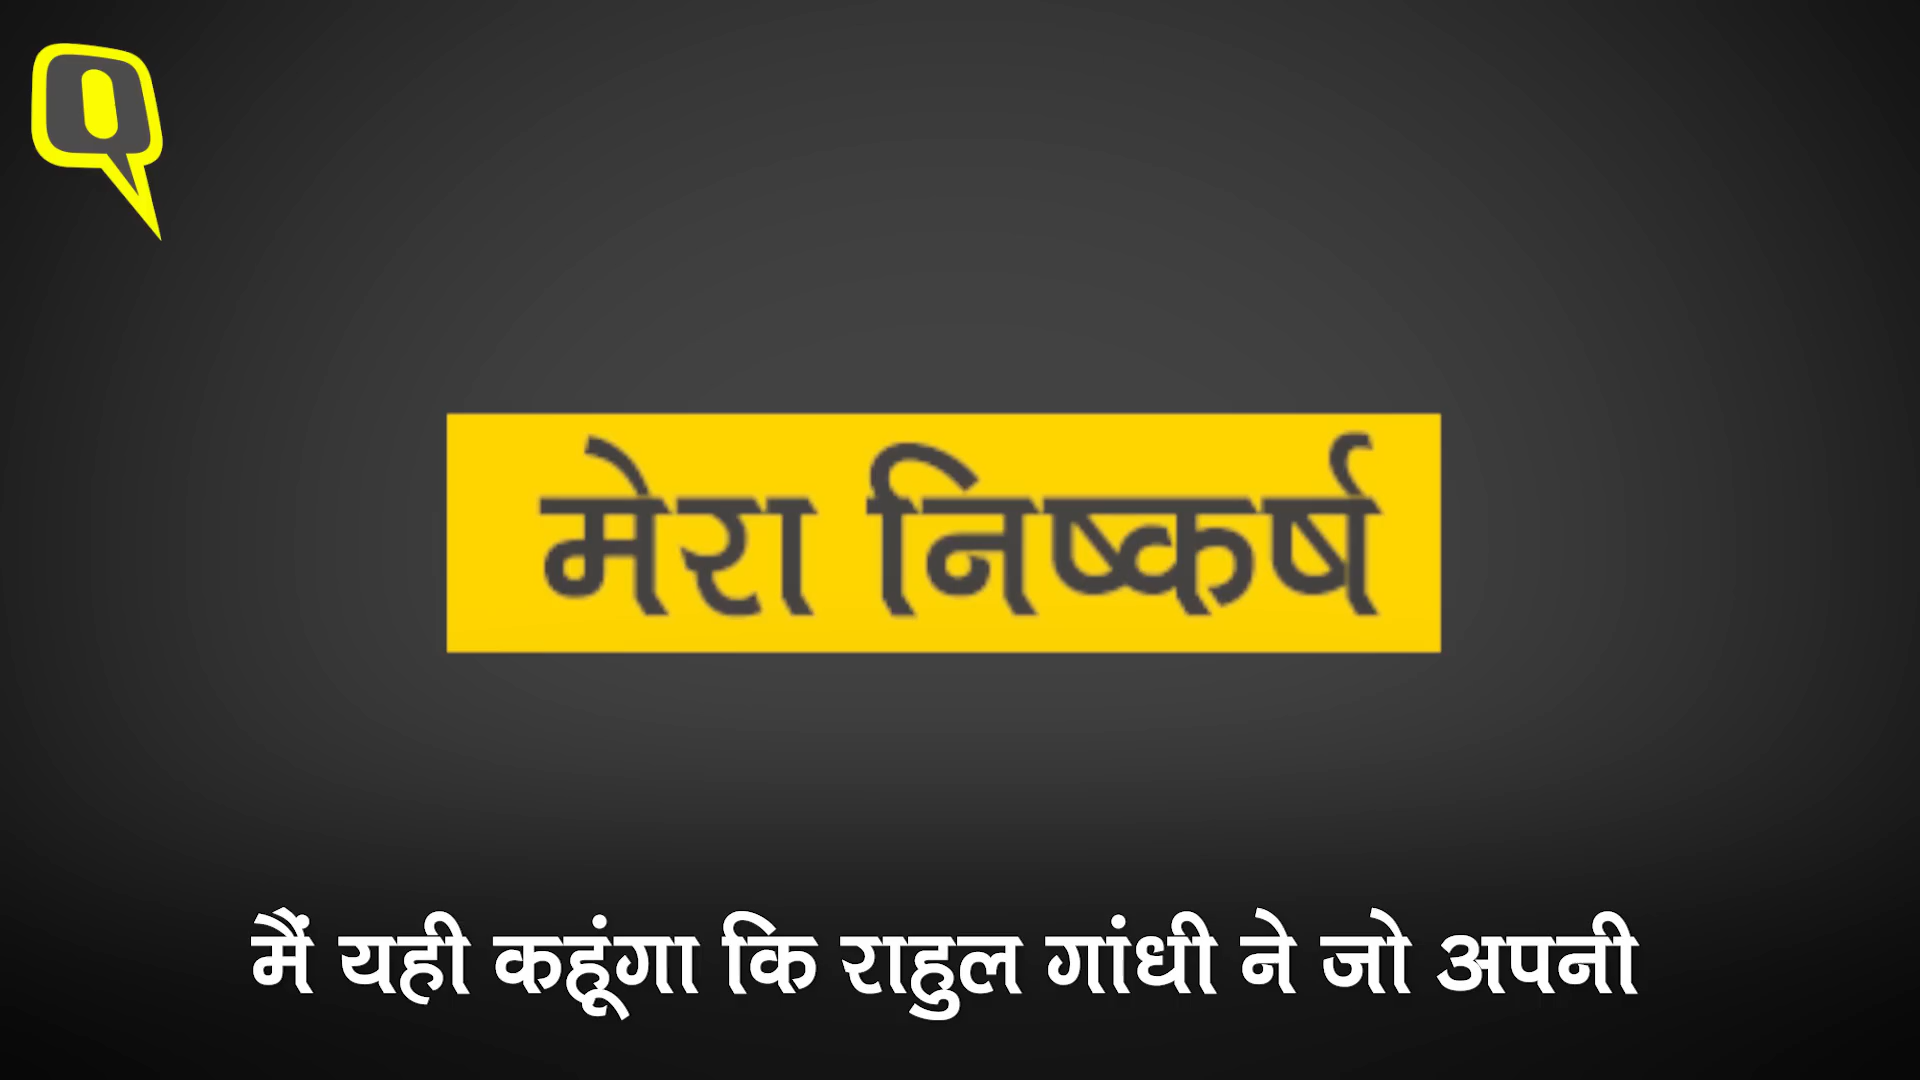 मेरा निष्कर्ष
मैं यही कहूंगा कि राहुल गांधी ने जो अपनी